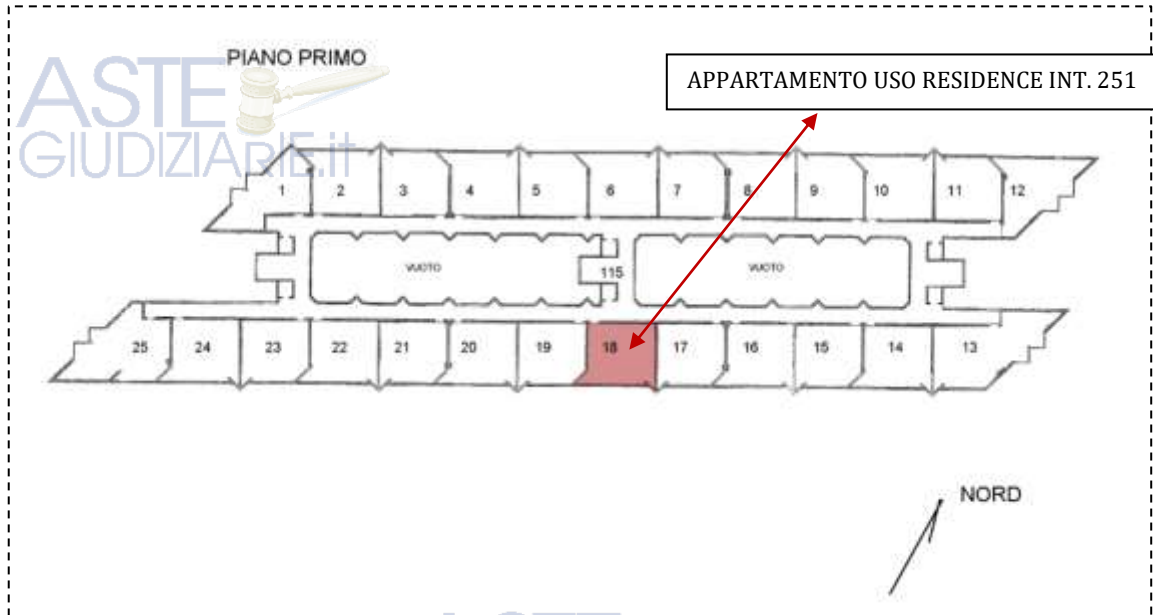 PIANO PRIMO
ASTE
GIUDIZIARIE.it
APPARTAMENTO USO RESIDENCE INT. 251
1 2 3 4 5 6 7 8 9 10 11 12
VUOTO VUOTO
115
25 24 23 22 21 20 19 18 17 16 15 14 13
NORD
ASTE